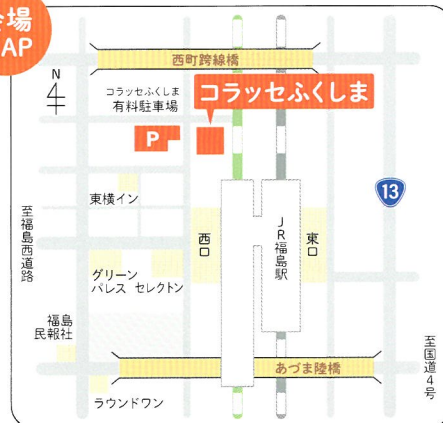 場
AP
N
西町跨線橋
コラッセふくしま
有料駐車場
コラッセふくしま
P
東横イン
13
至福島西道路
西口
JR福島駅
東口
グリーン
パレス
セレクトン
福島
民報社
あづま陸橋
至国道4号
ラウンドワン